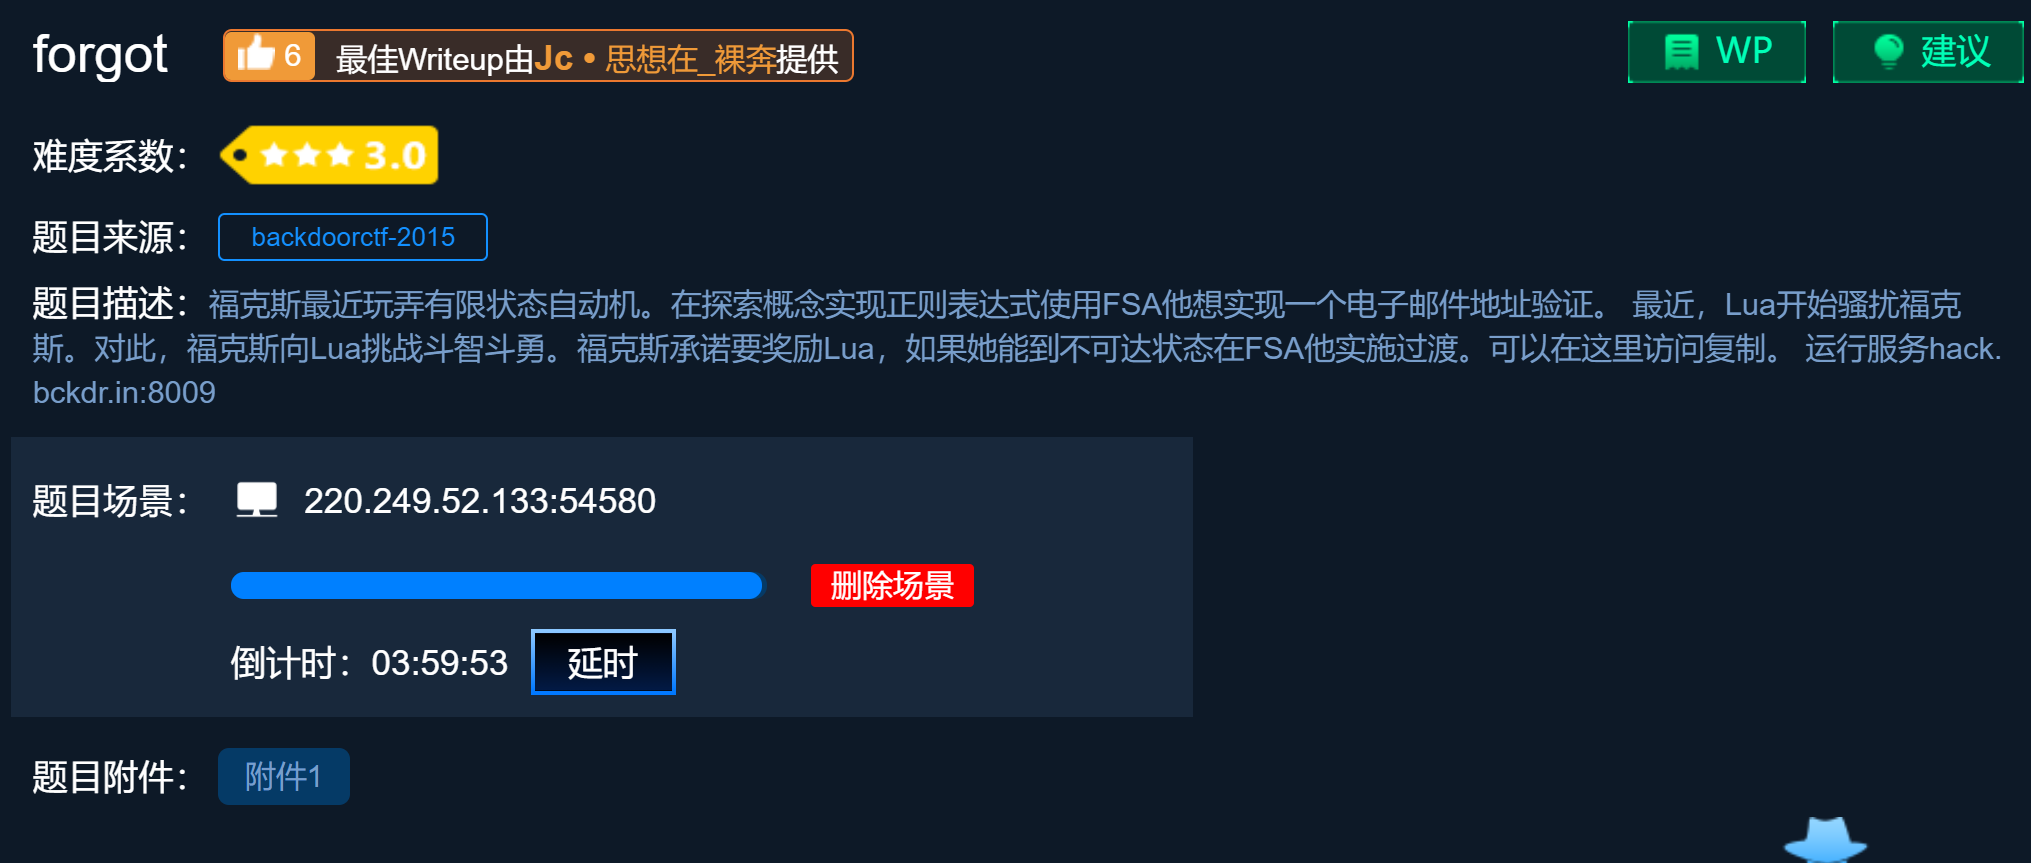 forgot 6 最佳Writeup由Jc • 思想在_裸奔提供 WP 建议
难度系数： 3.0
题目来源： backdoorctf-2015
题目描述：福克斯最近玩弄有限状态自动机。在探索概念实现正则表达式使用FSA他想实现一个电子邮件地址验证。 最近，Lua开始骚扰福克
斯。对此，福克斯向Lua挑战斗智斗勇。福克斯承诺要奖励Lua，如果她能到不可达状态在FSA他实施过渡。可以在这里访问复制。 运行服务hack.
bckdr.in:8009
题目场景： 220.249.52.133:54580
删除场景
倒计时：03:59:53 延时
题目附件： 附件1